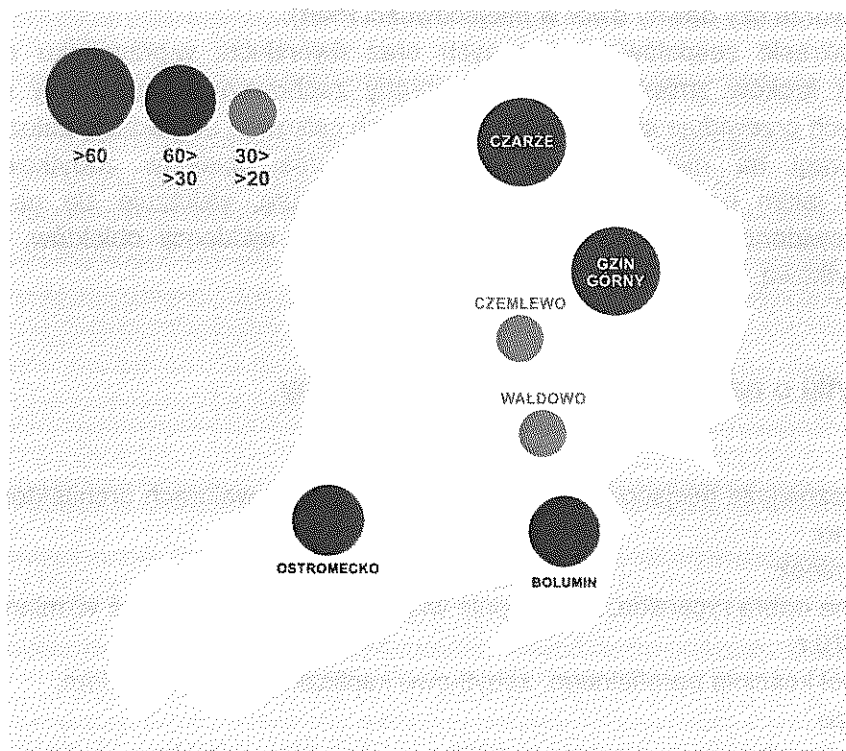 >60
60>
>30
30>
>20
CZARZE
GZIN
GÓRNY
CZEMLEWO
WAŁDOWO
OSTROMECKO
BOLUMIN